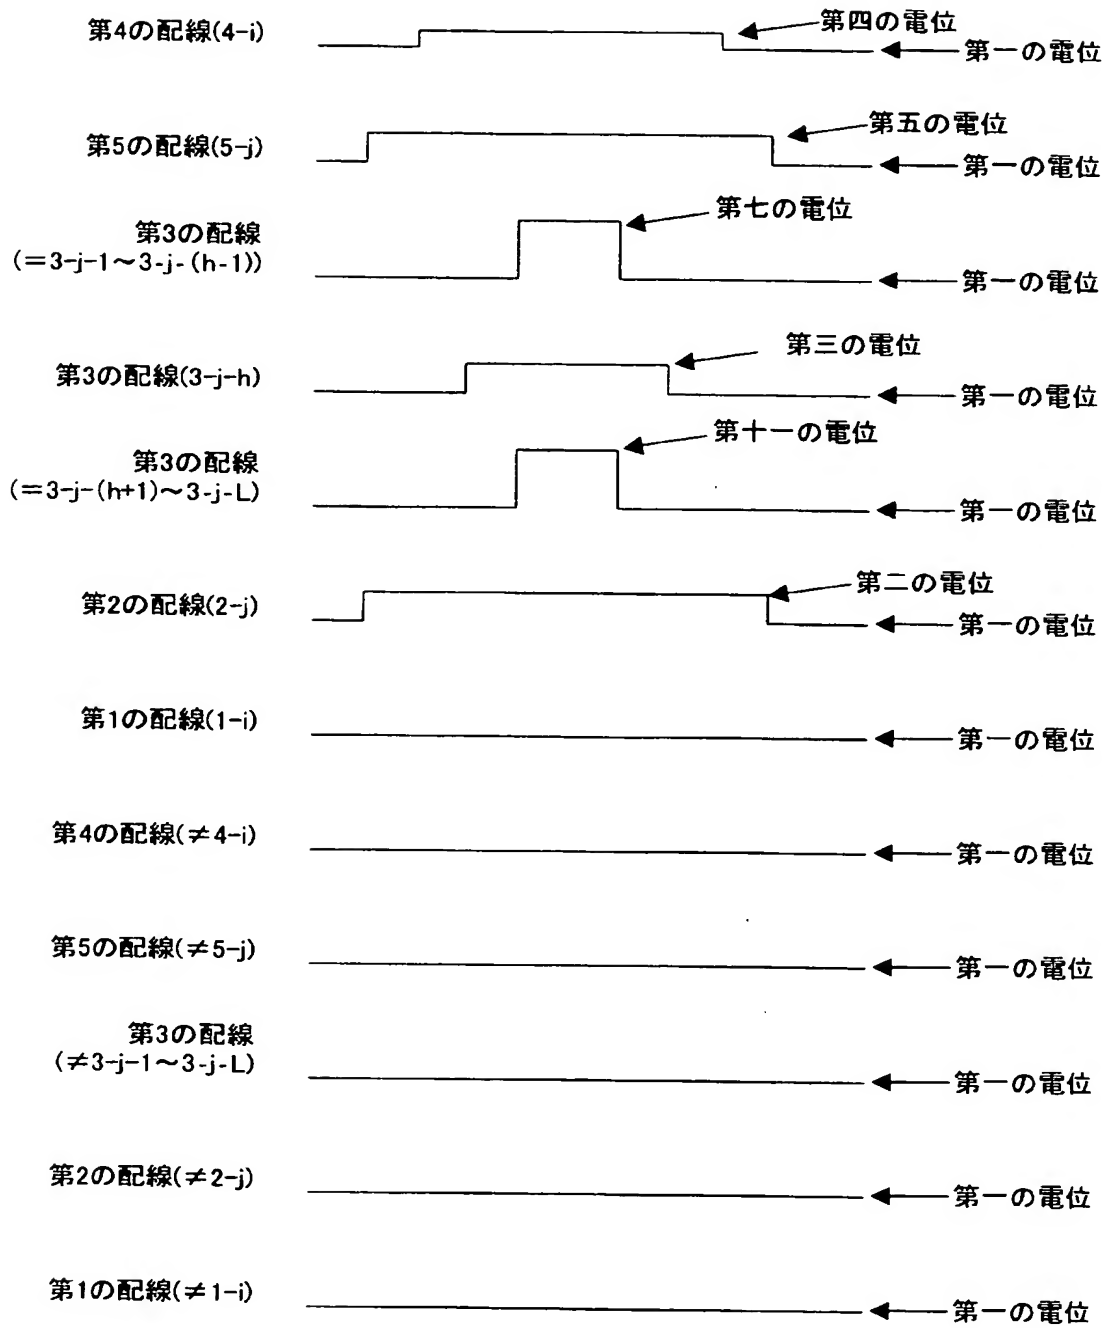 第4の配線(4-i)
第四の電位
第一の電位
第5の配線(5-j)
第五の電位
第一の電位
第3の配線
(=3-j-1～3-j-(h-1))
第七の電位
第一の電位
第3の配線(3-j-h)
第三の電位
第一の電位
第3の配線
(=3-j-(h+1)～3-j-L)
第十一の電位
第一の電位
第2の配線(2-j)
第二の電位
第一の電位
第1の配線(1-i)
第一の電位
第4の配線(≠4-i)
第一の電位
第5の配線(≠5-j)
第一の電位
第3の配線
(≠3-j-1～3-j-L)
第一の電位
第2の配線(≠2-j)
第一の電位
第1の配線(≠1-i)
第一の電位